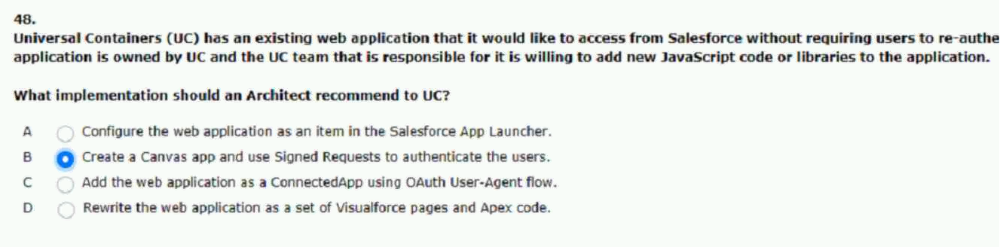 48.
Universal Containers (UC) has an existing web application that it would like to access from Salesforce without requiring users to re-authe
application is owned by UC and the UC team that is responsible for it is willing to add new JavaScript code or libraries to the application.
What implementation should an Architect recommend to UC?
A Configure the web application as an item in the Salesforce App Launcher.
B Create a Canvas app and use Signed Requests to authenticate the users.
C Add the web application as a ConnectedApp using OAuth User-Agent flow.
D Rewrite the web application as a set of Visualforce pages and Apex code.